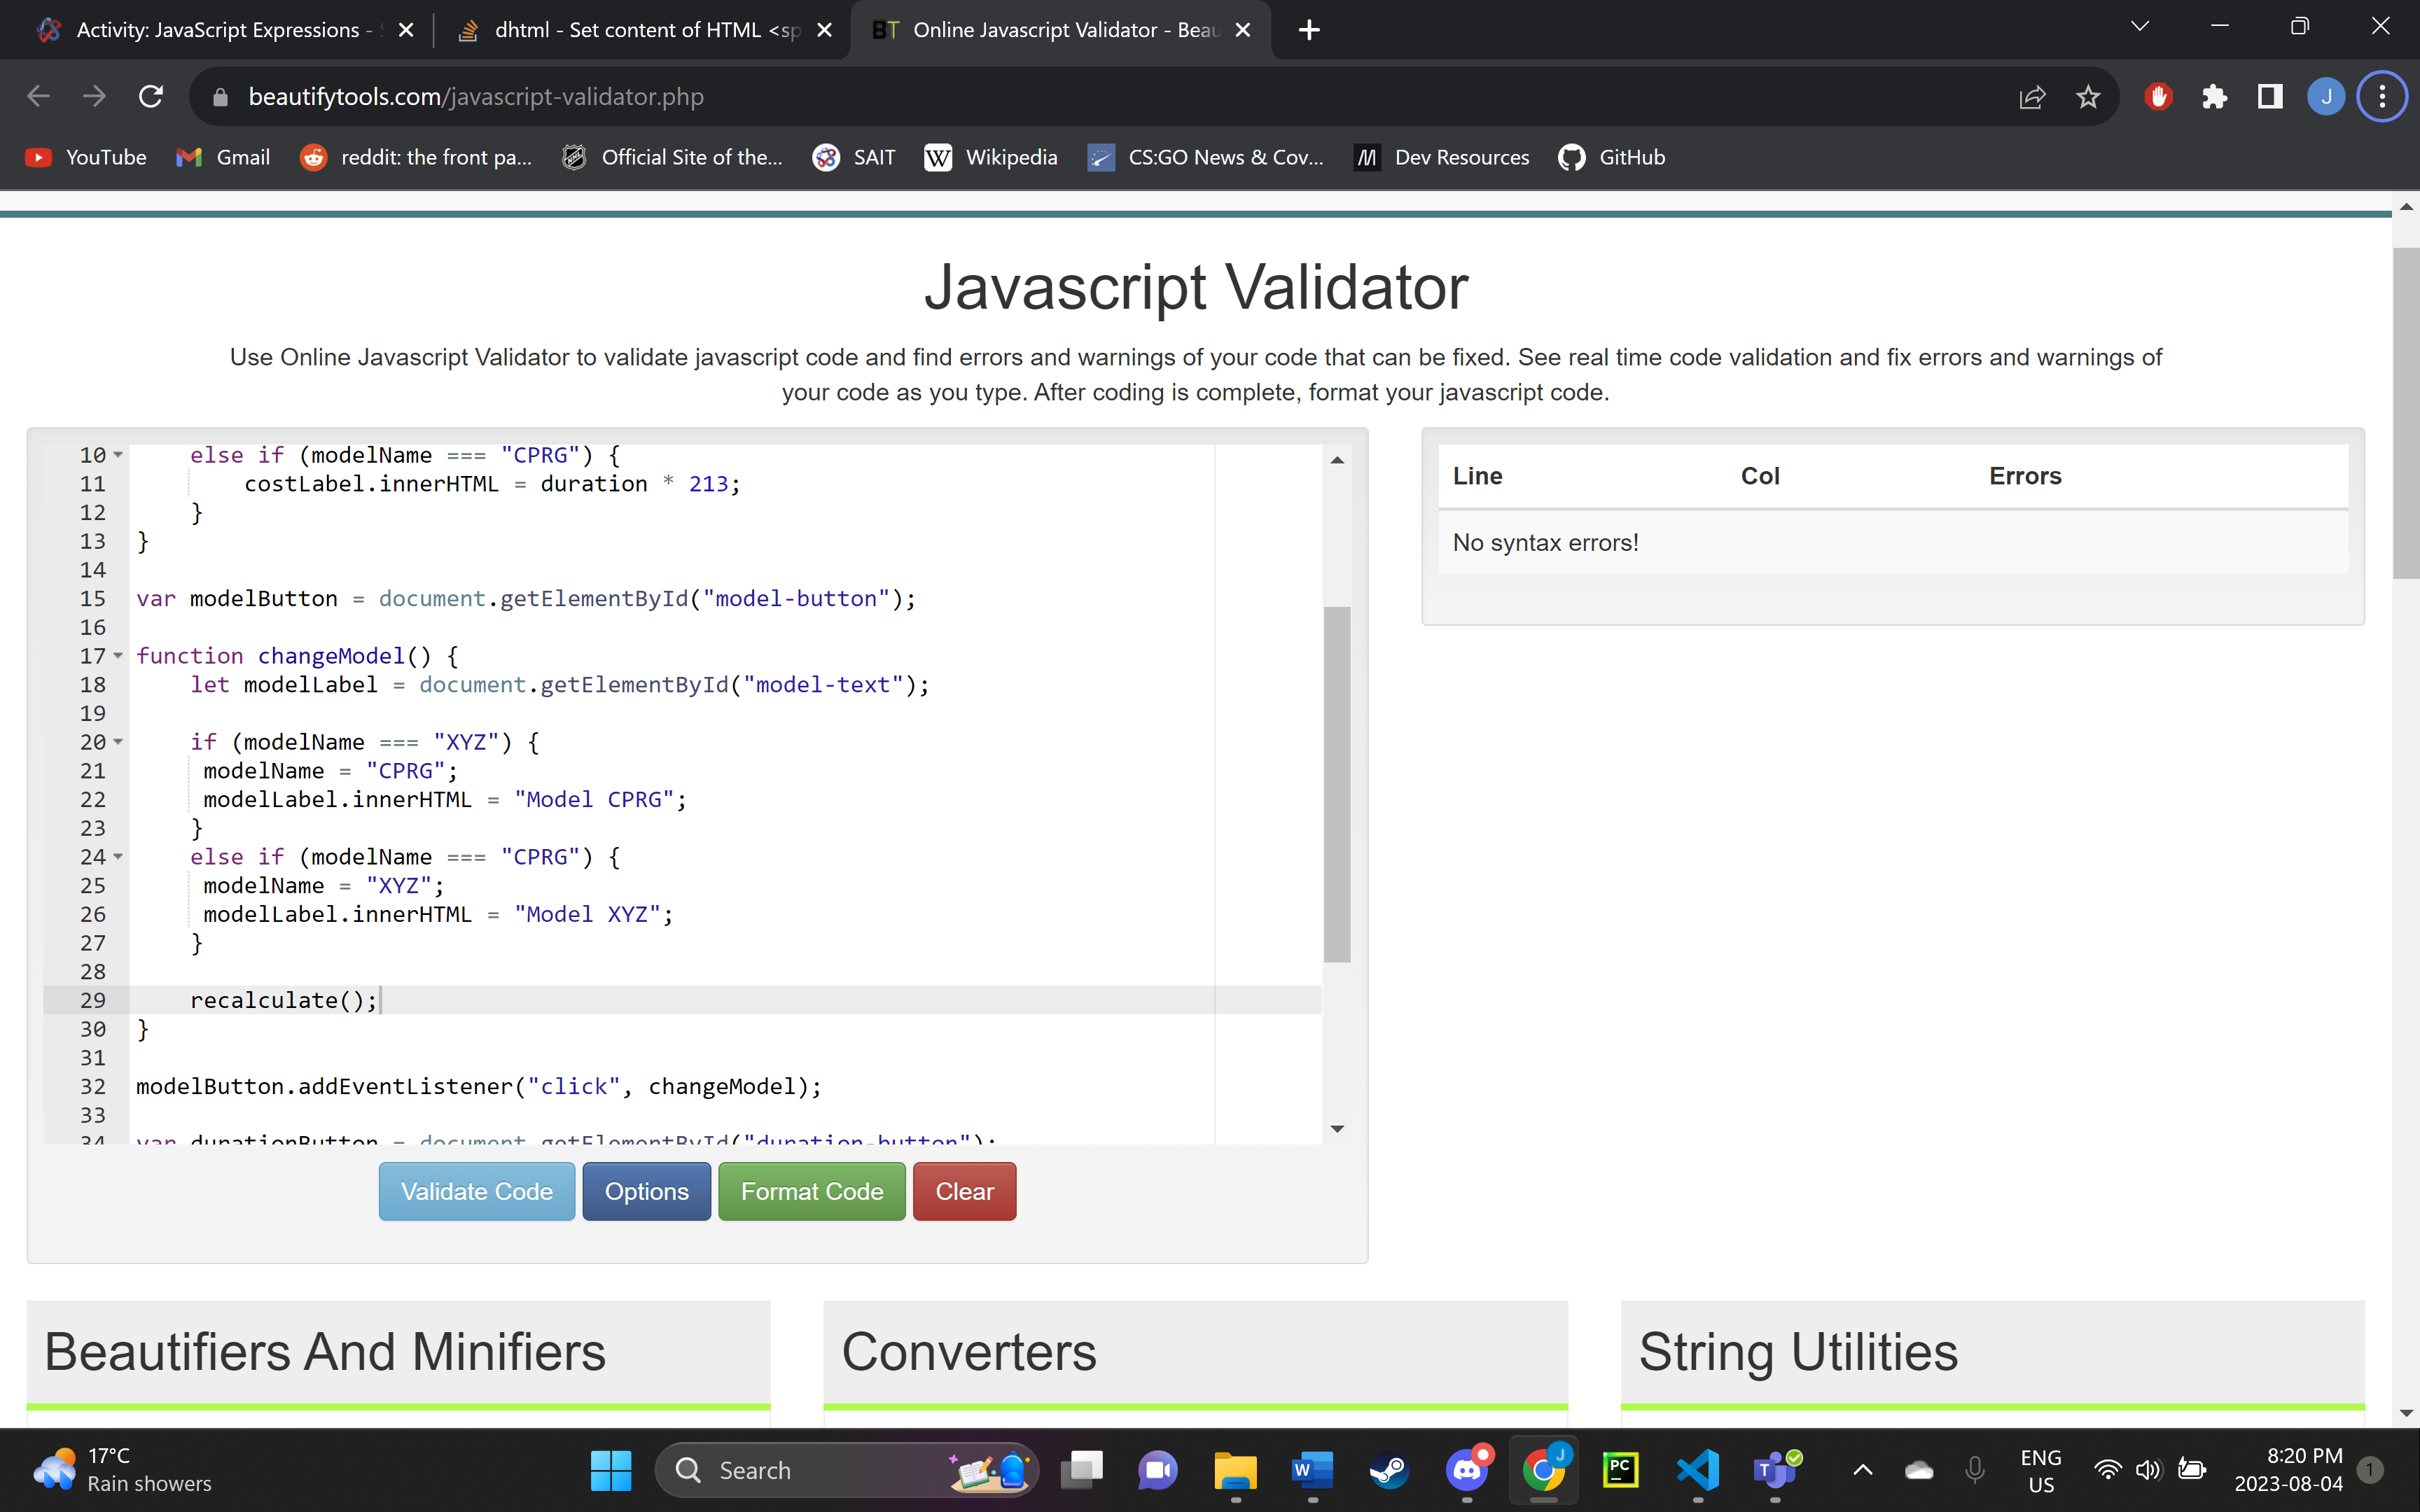 Activity: JavaScript Expressions -
dhtml - Set content of HTML <sp
BT Online Javascript Validator - Beau
beautifytools.com/javascript-validator.php
J
YouTube
Gmail
reddit: the front pa...
Official Site of the...
SAIT
W Wikipedia
CS:GO News & Cov...
M Dev Resources
GitHub
Javascript Validator
Use Online Javascript Validator to validate javascript code and find errors and warnings of your code that can be fixed. See real time code validation and fix errors and warnings of
your code as you type. After coding is complete, format your javascript code.
10 else if (modelName === "CPRG") {
11 costLabel.innerHTML = duration * 213;
12 }
13 }
14
15 var modelButton = document.getElementById("model-button");
16
17 function changeModel() {
18 let modelLabel = document.getElementById("model-text");
19
20 if (modelName === "XYZ") {
21 modelName = "CPRG";
22 modelLabel.innerHTML = "Model CPRG";
23 }
24 else if (modelName === "CPRG") {
25 modelName = "XYZ";
26 modelLabel.innerHTML = "Model XYZ";
27 }
28
29 recalculate();
30 }
31
32 modelButton.addEventListener("click", changeModel);
33
34 var durationButton = document.getElementById("duration-button");
Line Col Errors
No syntax errors!
Validate Code
Options
Format Code
Clear
Beautifiers And Minifiers
Converters
String Utilities
17°C
Rain showers
Search
W
J
PC
T
ENG
US
8:20 PM
2023-08-04
1